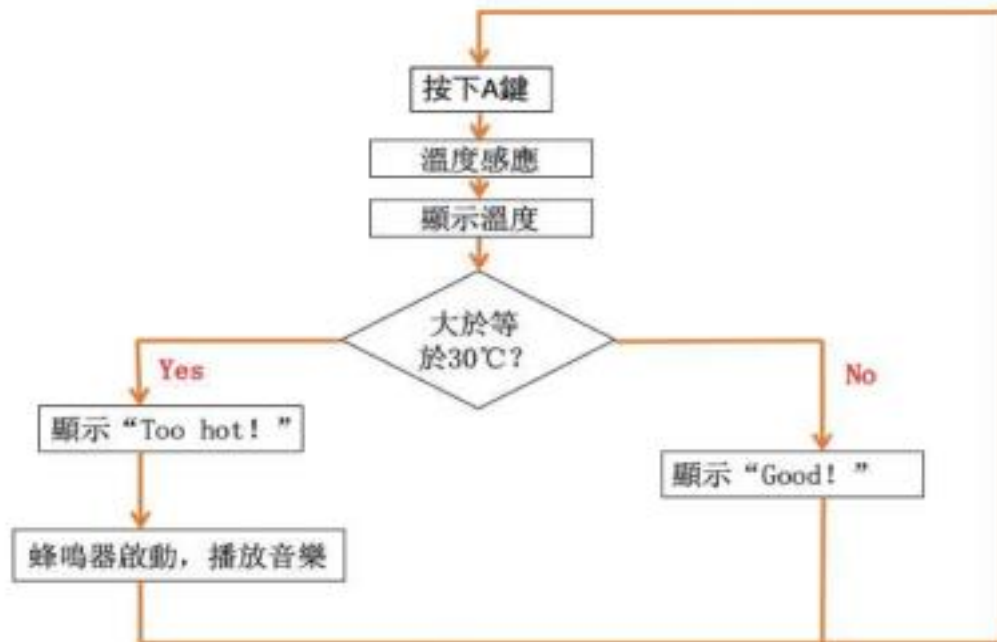 按下A鍵
溫度感應
顯示溫度
大於等
於30℃?
Yes
No
顯示“Too hot! ”
顯示“Good! ”
蜂鳴器啟動, 播放音樂